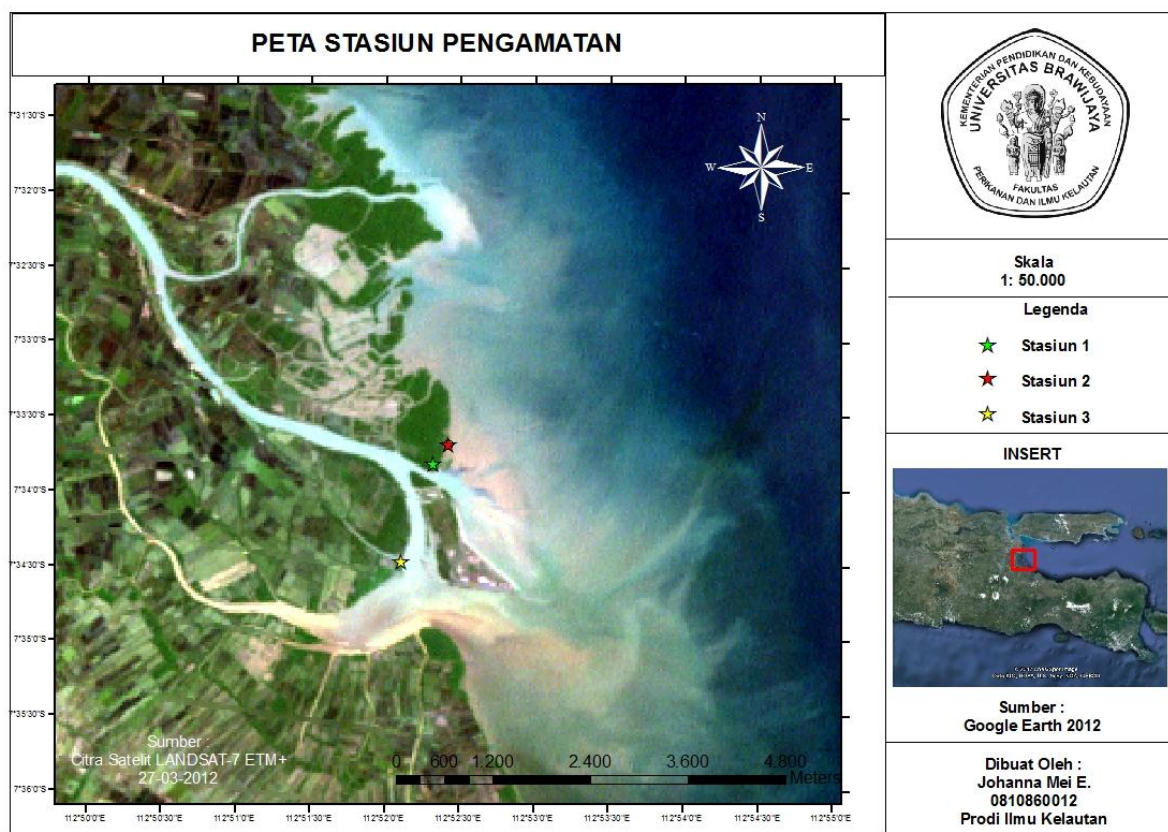 PETA STASIUN PENGAMATAN
7°31'30"S
7°32'0"S
7°32'30"S
7°33'0"S
7°33'30"S
7°34'0"S
7°34'30"S
7°35'0"S
7°35'30"S
7°36'0"S
N
W
E
S
Sumber :
Citra Satelit LANDSAT-7 ETM+
27-03-2012
0 600 1.200 2.400 3.600 4.800
Meters
112°50'0"E 112°50'30"E 112°51'0"E 112°51'30"E 112°52'0"E 112°52'30"E 112°53'0"E 112°53'30"E 112°54'0"E 112°54'30"E 112°55'0"E
KEMENTERIAN PENDIDIKAN DAN KEBUDAYAAN
UNIVERSITAS BRAWIJAYA
FAKULTAS
PERIKANAN DAN ILMU KELAUTAN
Skala
1: 50.000
Legenda
Stasiun 1
Stasiun 2
Stasiun 3
INSERT
Sumber :
Google Earth 2012
Dibuat Oleh :
Johanna Mei E.
0810860012
Prodi Ilmu Kelautan